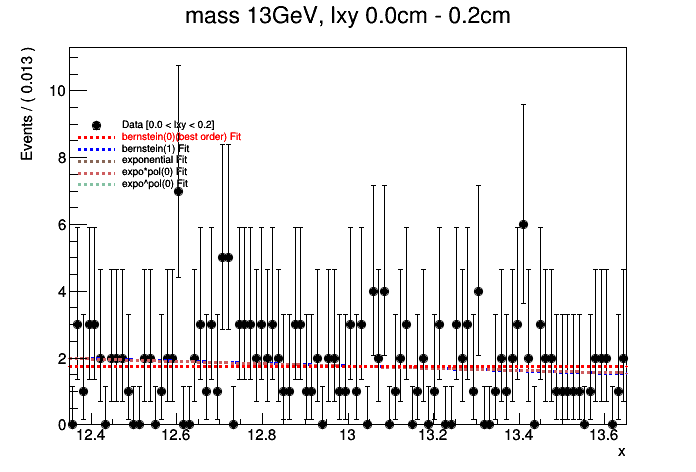 mass 13GeV, lxy 0.0cm - 0.2cm
Events / ( 0.013 )
10
8
6
4
2
0
Data [0.0 < lxy < 0.2]
bernstein(0)(best order) Fit
bernstein(1) Fit
exponential Fit
expo*pol(0) Fit
expo^pol(0) Fit
12.4 12.6 12.8 13 13.2 13.4 13.6
x